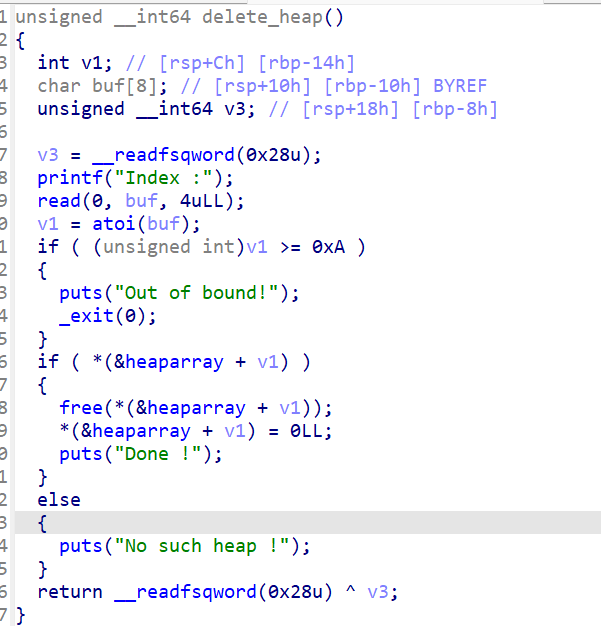 1 unsigned __int64 delete_heap()
2 {
3   int v1; // [rsp+Ch] [rbp-14h]
4   char buf[8]; // [rsp+10h] [rbp-10h] BYREF
5   unsigned __int64 v3; // [rsp+18h] [rbp-8h]
6
7   v3 = __readfsqword(0x28u);
8   printf("Index :");
9   read(0, buf, 4uLL);
0   v1 = atoi(buf);
1   if ( (unsigned int)v1 >= 0xA )
2   {
3     puts("Out of bound!");
4     _exit(0);
5   }
6   if ( *(&heaparray + v1) )
7   {
8     free(*(&heaparray + v1));
9     *(&heaparray + v1) = 0LL;
0     puts("Done !");
1   }
2   else
3   {
4     puts("No such heap !");
5   }
6   return __readfsqword(0x28u) ^ v3;
7 }